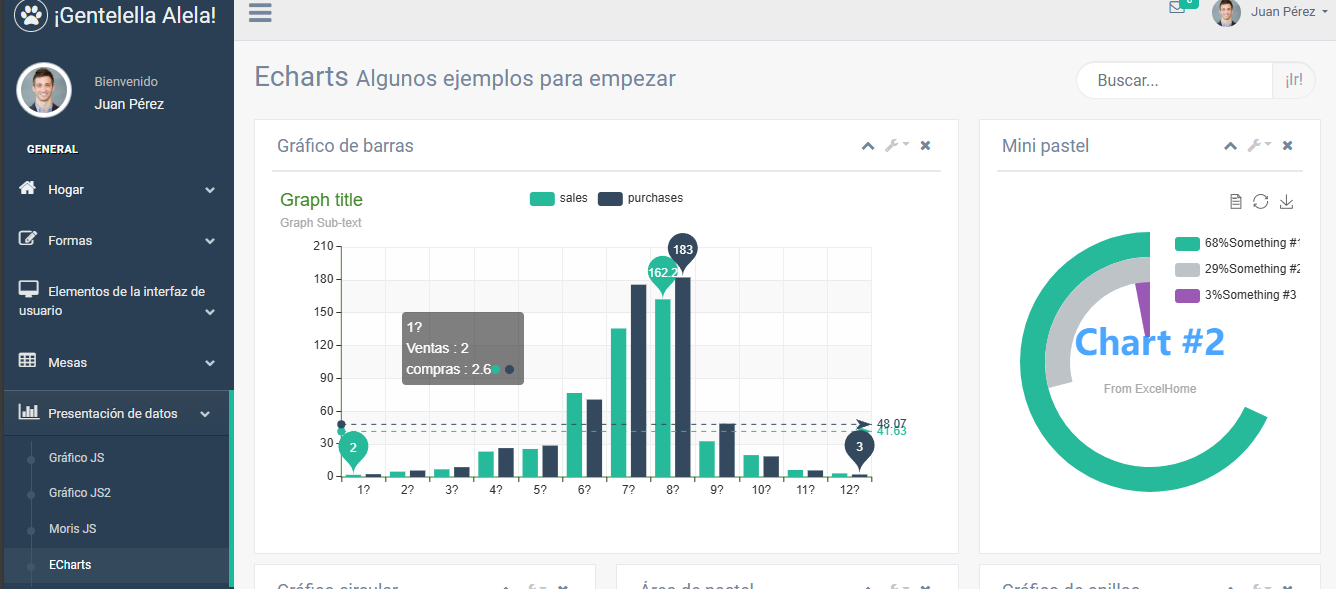 ¡Gentelella Alela!
Juan Pérez
Bienvenido
Juan Pérez
GENERAL
Hogar
Formas
Elementos de la interfaz de
usuario
Mesas
Presentación de datos
Gráfico JS
Gráfico JS2
Moris JS
ECharts
Echarts Algunos ejemplos para empezar
Buscar...
¡Ir!
Gráfico de barras
Graph title
Graph Sub-text
sales
purchases
210
180
150
120
90
60
30
0
183
162.2
1?
Ventas : 2
compras : 2.6
48.07
41.63
2
3
1?
2?
3?
4?
5?
6?
7?
8?
9?
10?
11?
12?
Mini pastel
68%Something #1
29%Something #2
3%Something #3
Chart #2
From ExcelHome
Gráfico circular
Área de pastel
Gráfico de anillos